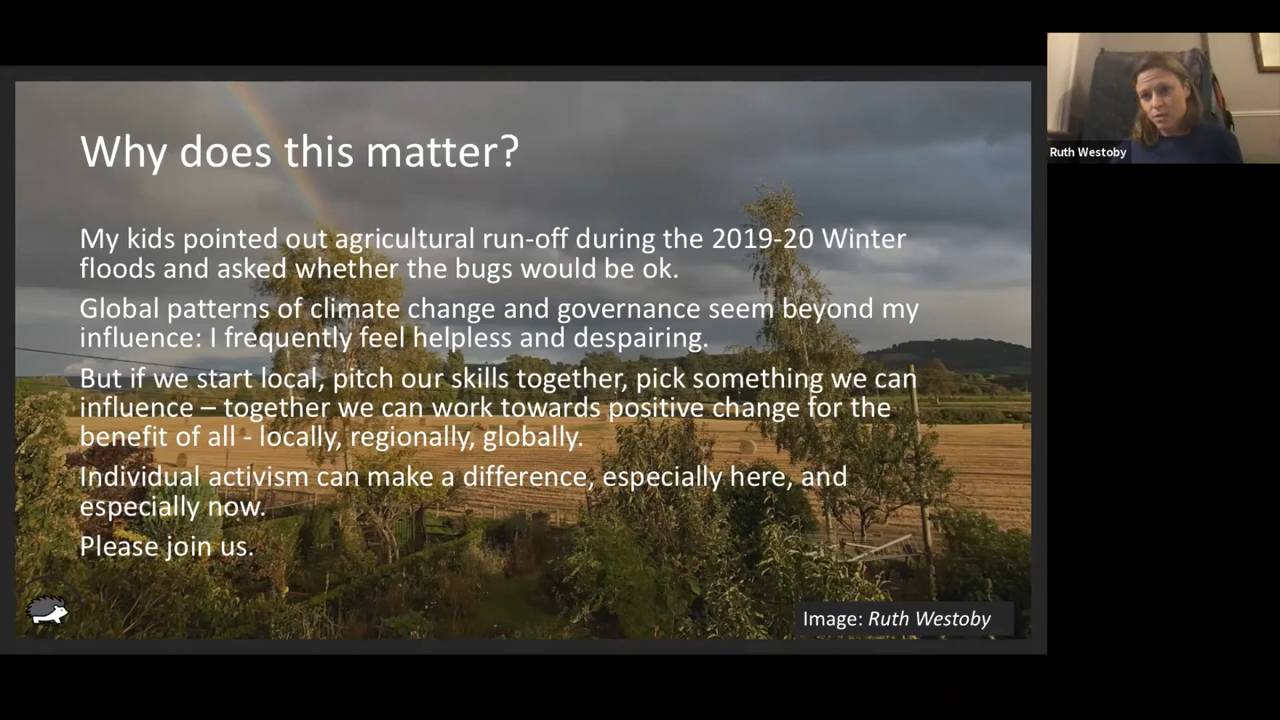 Why does this matter?
My kids pointed out agricultural run-off during the 2019-20 Winter
floods and asked whether the bugs would be ok.
Global patterns of climate change and governance seem beyond my
influence: I frequently feel helpless and despairing.
But if we start local, pitch our skills together, pick something we can
influence – together we can work towards positive change for the
benefit of all - locally, regionally, globally.
Individual activism can make a difference, especially here, and
especially now.
Please join us.
Image: Ruth Westoby
Ruth Westoby